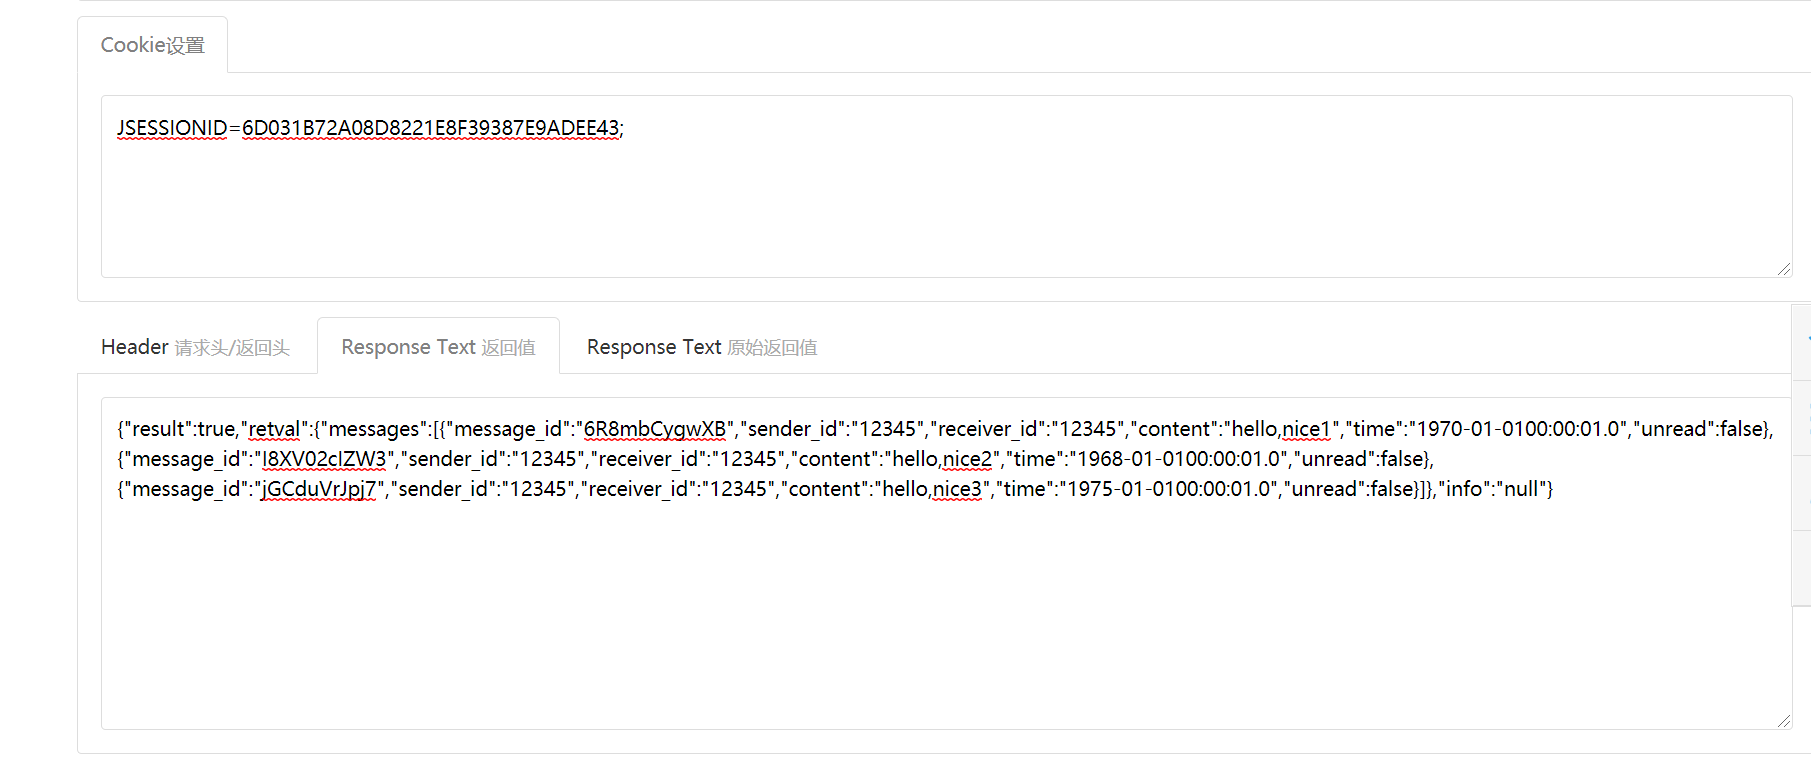 Cookie设置
JSESSIONID=6D031B72A08D8221E8F39387E9ADEE43;
Header 请求头/返回头 Response Text 返回值 Response Text 原始返回值
{"result":true,"retval":{"messages":[{"message_id":"6R8mbCygwXB","sender_id":"12345","receiver_id":"12345","content":"hello,nice1","time":"1970-01-0100:00:01.0","unread":false},
{"message_id":"I8XV02cIZW3","sender_id":"12345","receiver_id":"12345","content":"hello,nice2","time":"1968-01-0100:00:01.0","unread":false},
{"message_id":"jGCduVrJpj7","sender_id":"12345","receiver_id":"12345","content":"hello,nice3","time":"1975-01-0100:00:01.0","unread":false}]},"info":"null"}